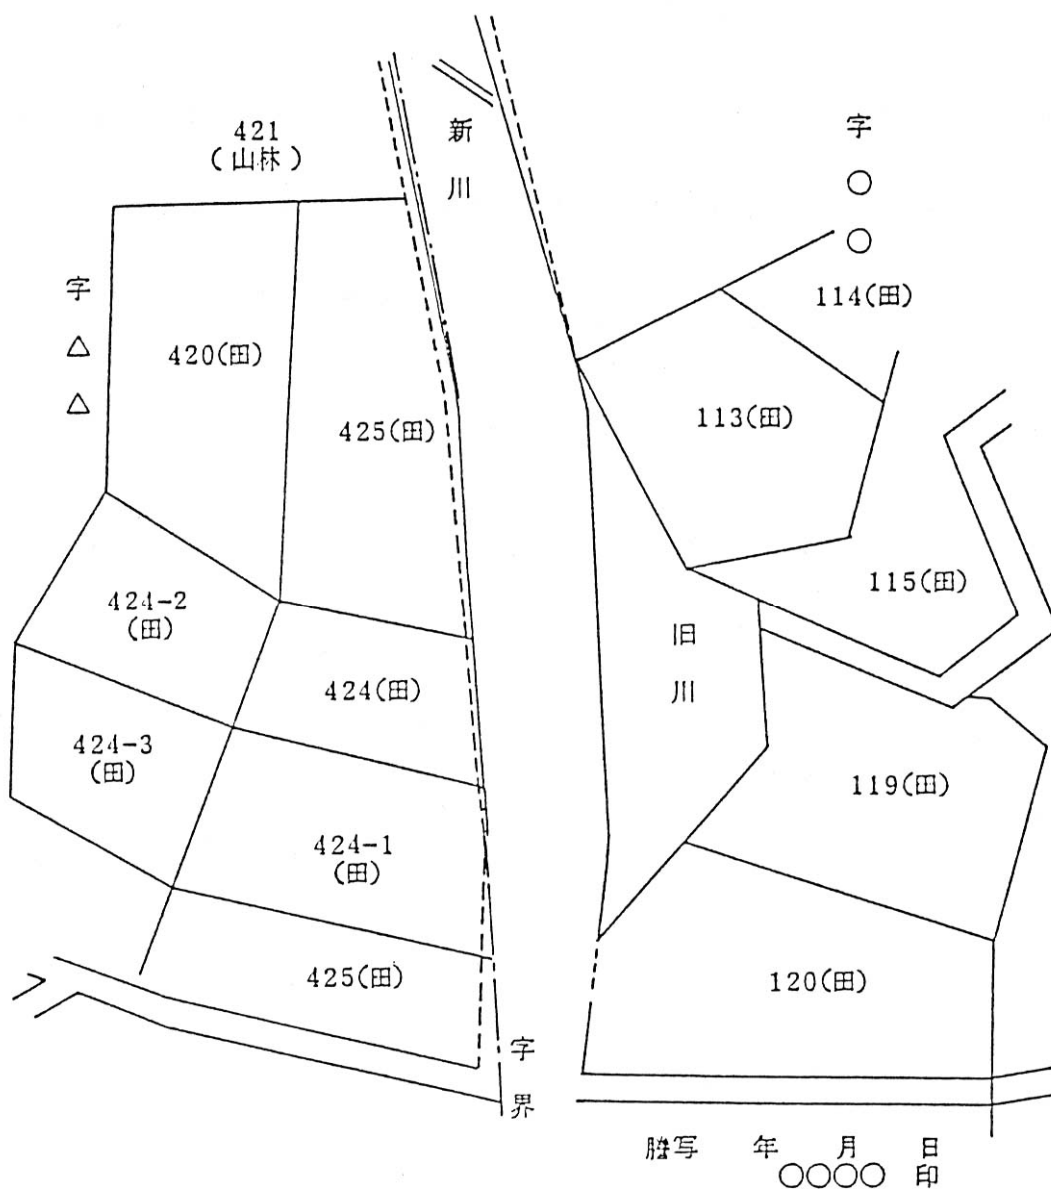 421
(山林)
新川
字○○
字△△
114(田)
420(田)
425(田)
113(田)
115(田)
424-2
(田)
旧川
424(田)
424-3
(田)
119(田)
424-1
(田)
425(田)
120(田)
字界
謄写 年 月 日
○○○○ 印